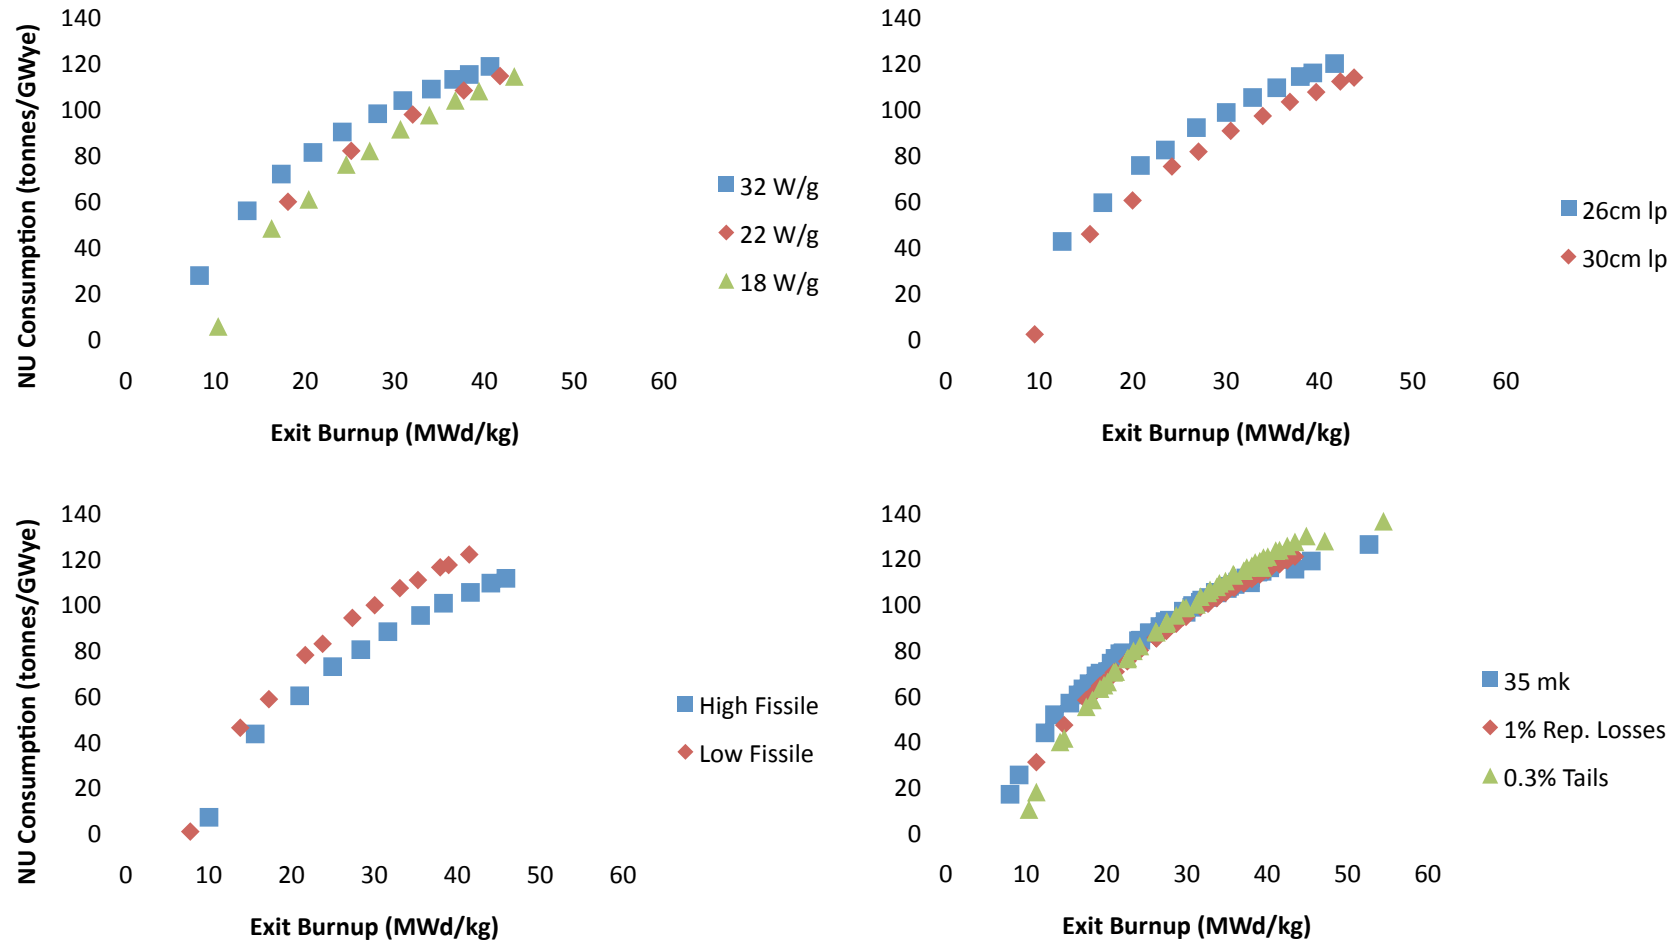 NU Consumption (tonnes/GWye)
140
120
100
80
60
40
20
0
0 10 20 30 40 50 60
Exit Burnup (MWd/kg)
32 W/g
22 W/g
18 W/g
140
120
100
80
60
40
20
0
0 10 20 30 40 50 60
Exit Burnup (MWd/kg)
26cm lp
30cm lp
NU Consumption (tonnes/GWye)
140
120
100
80
60
40
20
0
0 10 20 30 40 50 60
Exit Burnup (MWd/kg)
High Fissile
Low Fissile
140
120
100
80
60
40
20
0
0 10 20 30 40 50 60
Exit Burnup (MWd/kg)
35 mk
1% Rep. Losses
0.3% Tails